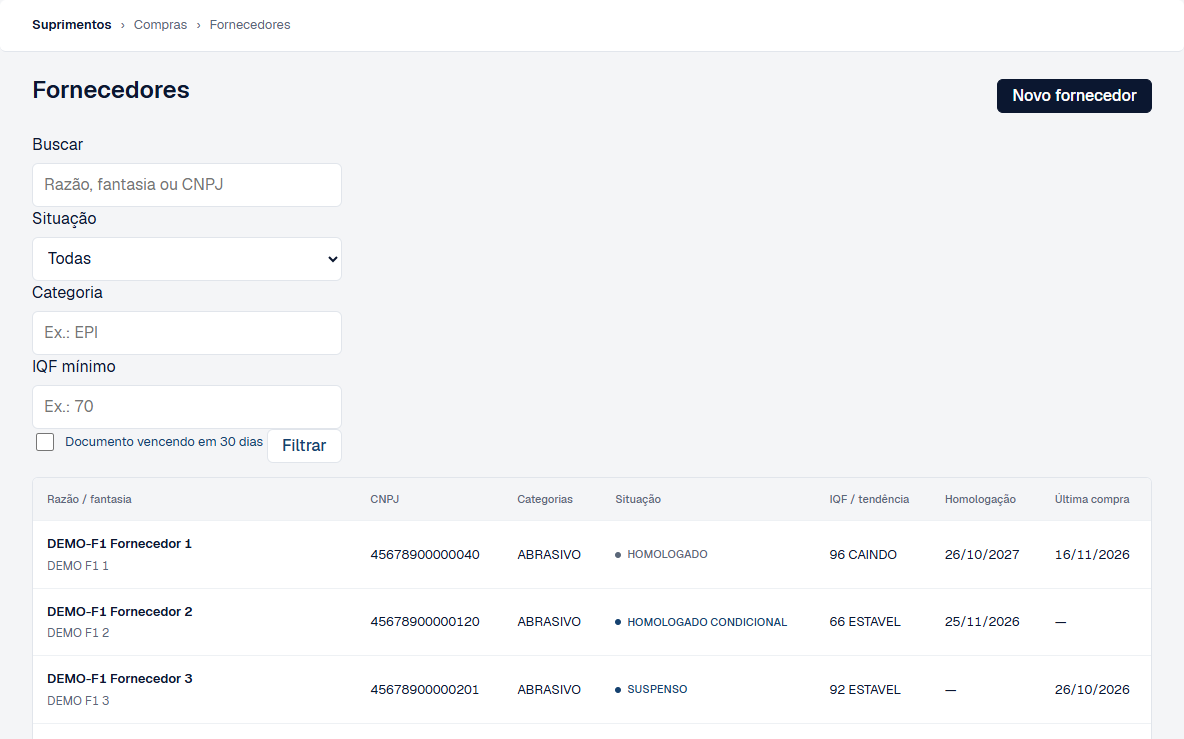 Suprimentos › Compras › Fornecedores
Fornecedores
Novo fornecedor
Buscar
Razão, fantasia ou CNPJ
Situação
Todas
Categoria
Ex.: EPI
IQF mínimo
Ex.: 70
Documento vencendo em 30 dias Filtrar
Razão / fantasia CNPJ Categorias Situação IQF / tendência Homologação Última compra
DEMO-F1 Fornecedor 1
DEMO F1 1
45678900000040 ABRASIVO HOMOLOGADO 96 CAINDO 26/10/2027 16/11/2026
DEMO-F1 Fornecedor 2
DEMO F1 2
45678900000120 ABRASIVO HOMOLOGADO CONDICIONAL 66 ESTAVEL 25/11/2026 —
DEMO-F1 Fornecedor 3
DEMO F1 3
45678900000201 ABRASIVO SUSPENSO 92 ESTAVEL — 26/10/2026